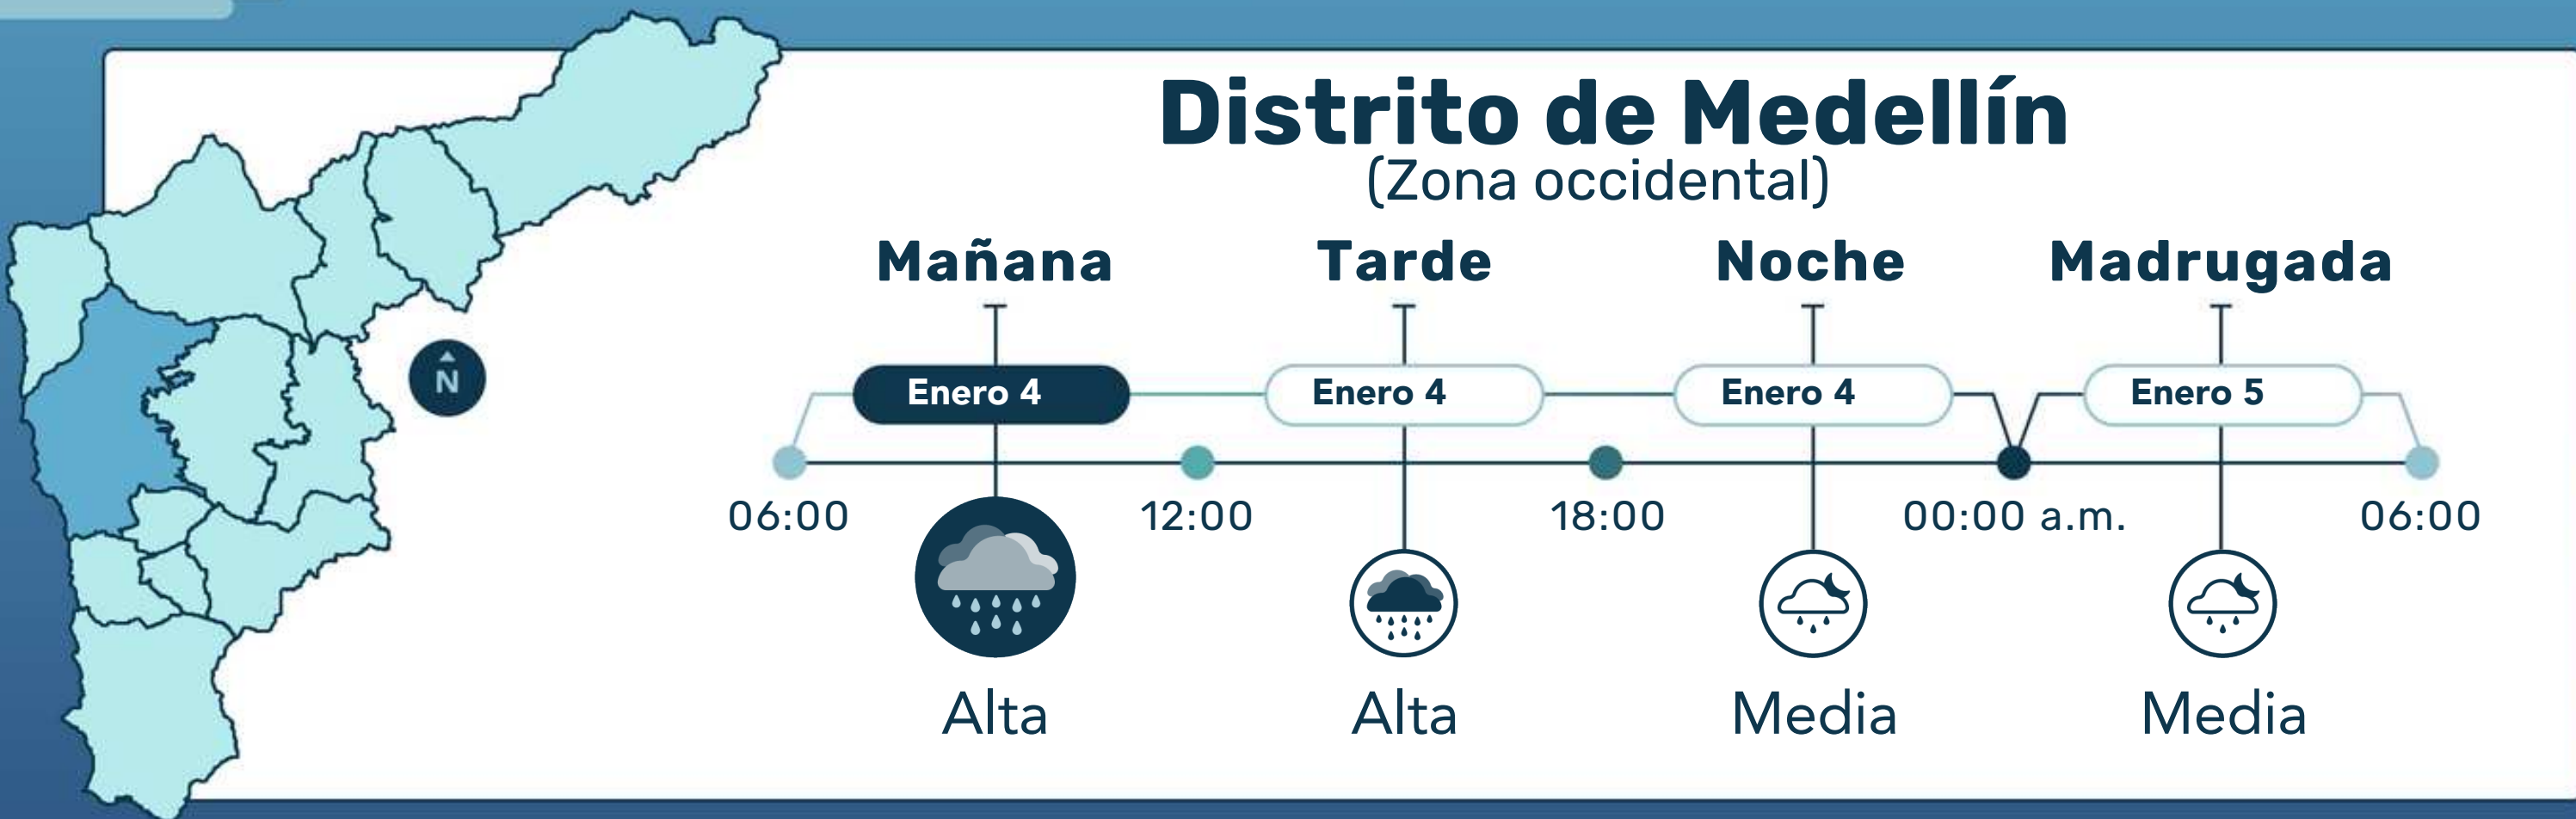 Distrito de Medellín
(Zona occidental)
Mañana Tarde Noche Madrugada
Enero 4 Enero 4 Enero 4 Enero 5
N
06:00 12:00 18:00 00:00 a.m. 06:00
Alta Alta Media Media